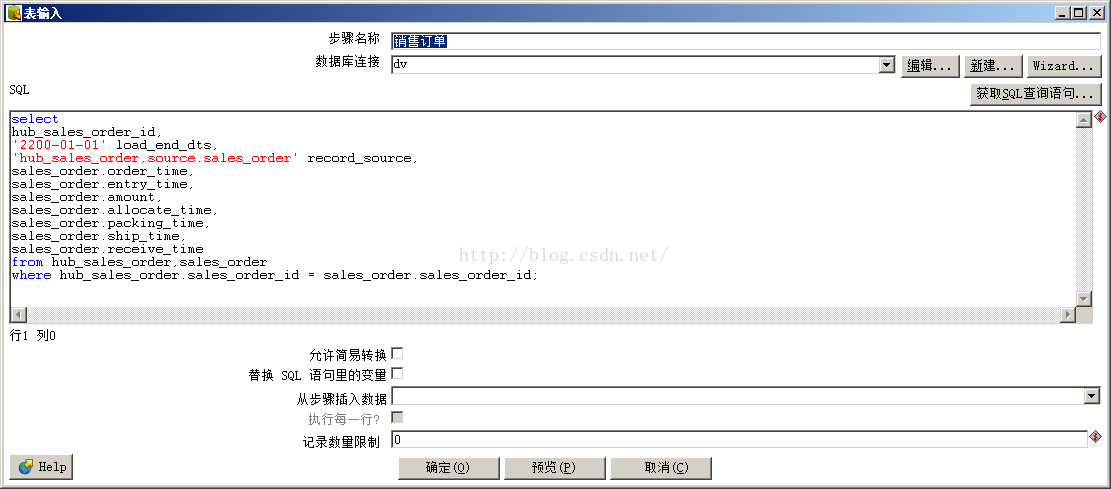 表输入
步骤名称 销售订单
数据库连接 dv 编辑... 新建... Wizard...
SQL 获取SQL查询语句...
select
hub_sales_order_id,
'2200-01-01' load_end_dts,
'hub_sales_order,source.sales_order' record_source,
sales_order.order_time,
sales_order.entry_time,
sales_order.amount,
sales_order.allocate_time,
sales_order.packing_time,
sales_order.ship_time,
sales_order.receive_time
from hub_sales_order,sales_order
where hub_sales_order.sales_order_id = sales_order.sales_order_id;
http://blog.csdn.net/
行1 列0
允许简易转换
替换 SQL 语句里的变量
从步骤插入数据
执行每一行?
记录数量限制 0
Help 确定(O) 预览(P) 取消(C)